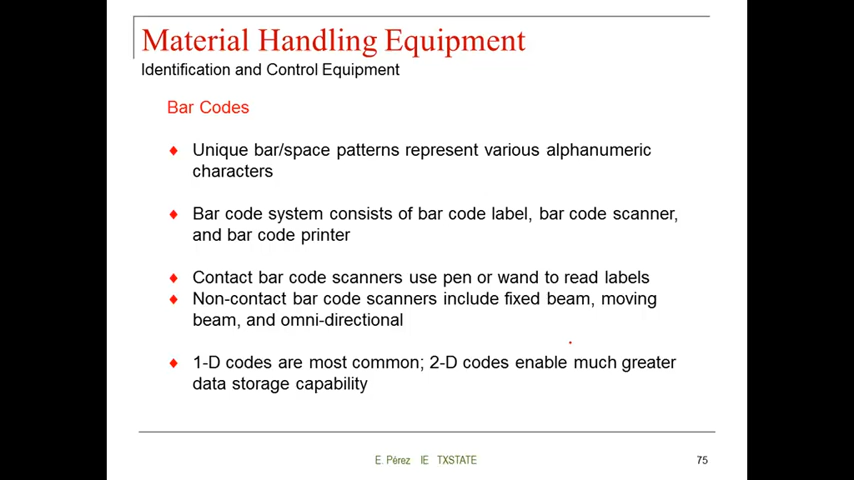 Material Handling Equipment
Identification and Control Equipment
Bar Codes
Unique bar/space patterns represent various alphanumeric
characters
Bar code system consists of bar code label, bar code scanner,
and bar code printer
Contact bar code scanners use pen or wand to read labels
Non-contact bar code scanners include fixed beam, moving
beam, and omni-directional
1-D codes are most common; 2-D codes enable much greater
data storage capability
E. Pérez IE TXSTATE
75